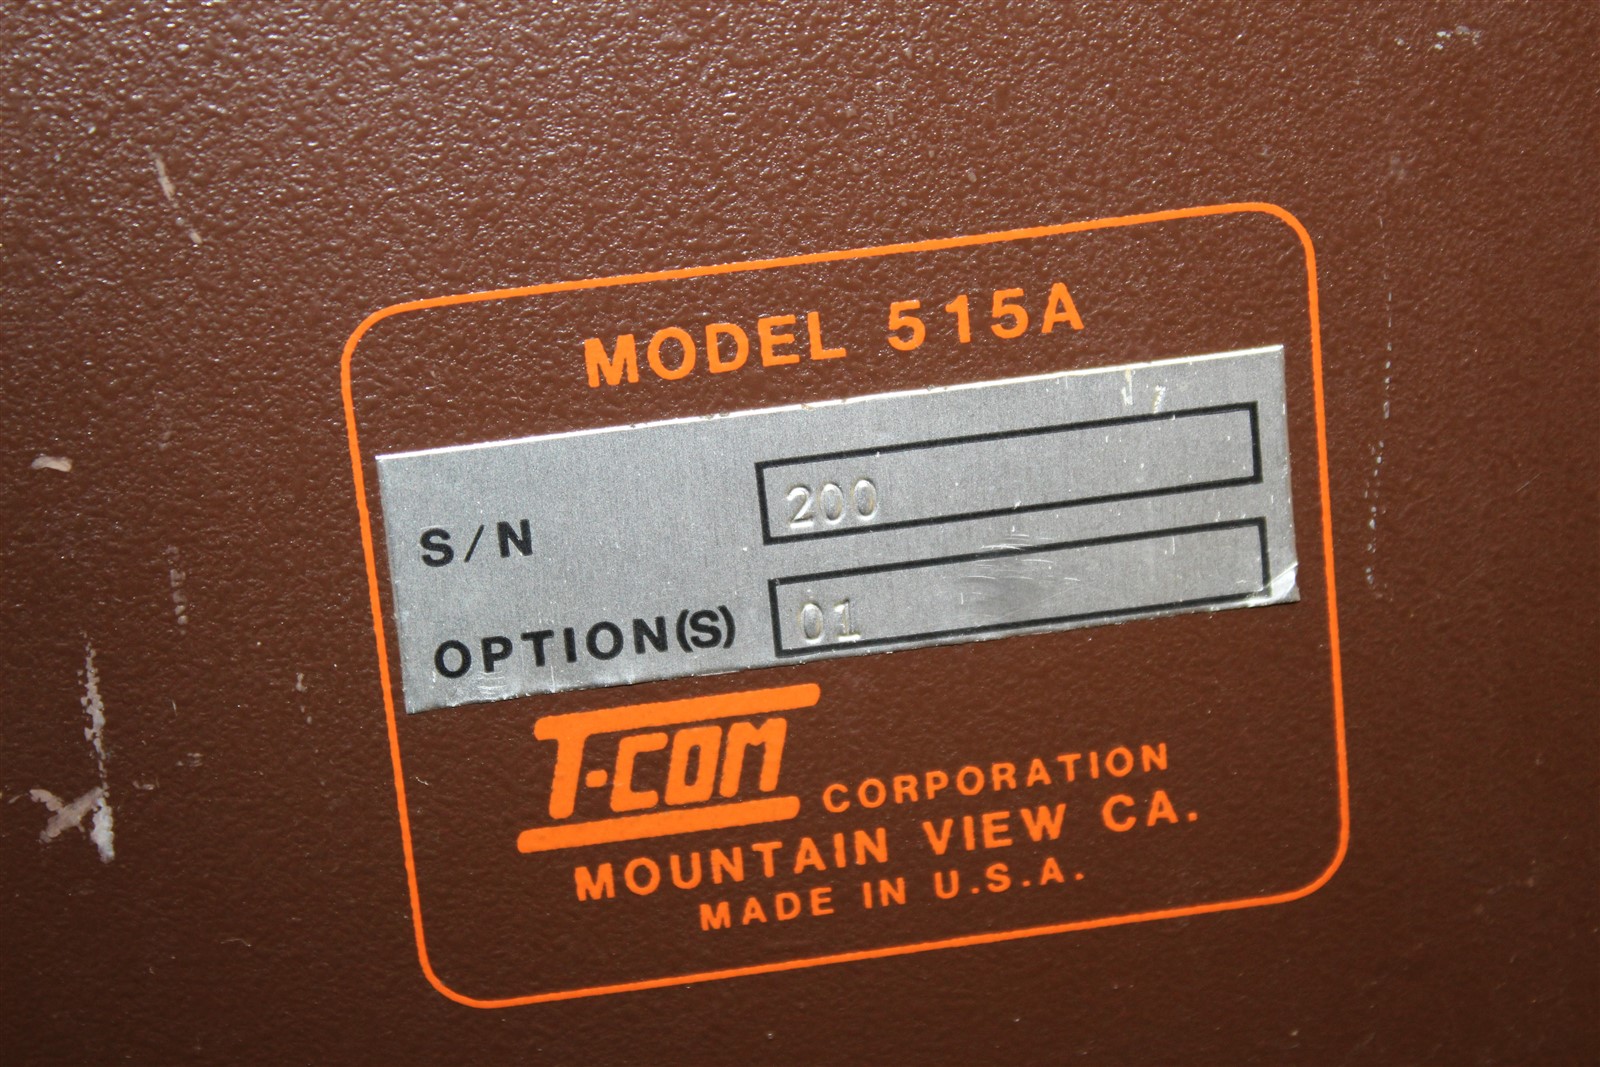 MODEL 515A
S/N 200
OPTION(S) 01
T-COM CORPORATION
MOUNTAIN VIEW CA.
MADE IN U.S.A.